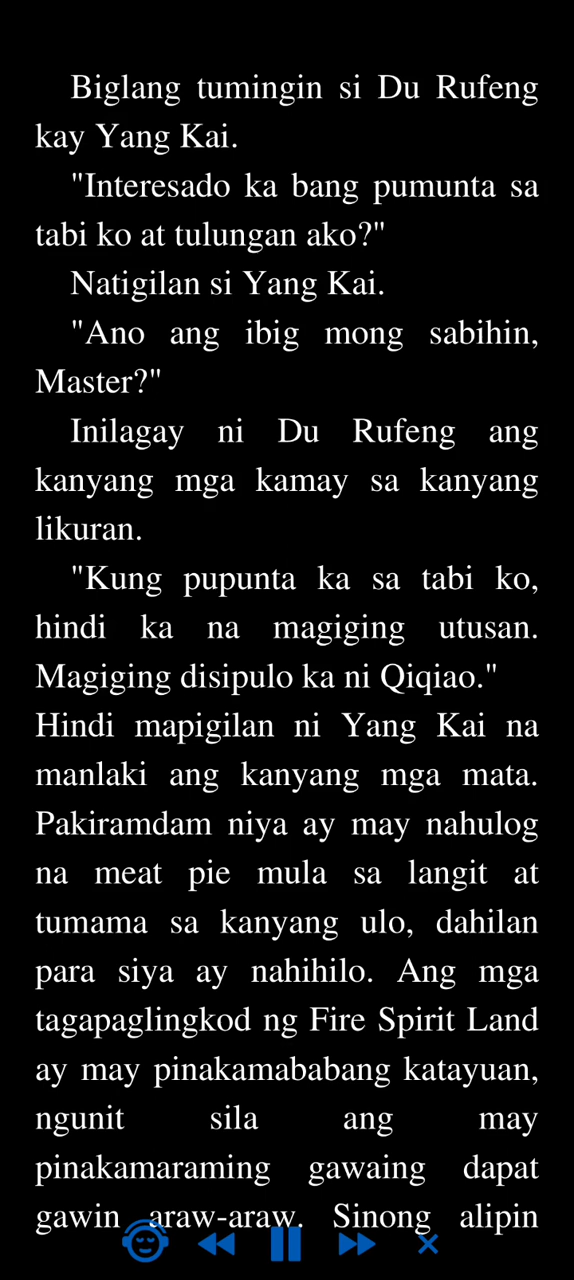 Biglang tumingin si Du Rufeng
kay Yang Kai.
"Interesado ka bang pumunta sa
tabi ko at tulungan ako?"
Natigilan si Yang Kai.
"Ano ang ibig mong sabihin,
Master?"
Inilagay ni Du Rufeng ang
kanyang mga kamay sa kanyang
likuran.
"Kung pupunta ka sa tabi ko,
hindi ka na magiging utusan.
Magiging disipulo ka ni Qiqiao."
Hindi mapigilan ni Yang Kai na
manlaki ang kanyang mga mata.
Pakiramdam niya ay may nahulog
na meat pie mula sa langit at
tumama sa kanyang ulo, dahilan
para siya ay nahihilo. Ang mga
tagapaglingkod ng Fire Spirit Land
ay may pinakamababang katayuan,
ngunit sila ang may
pinakamaraming gawaing dapat
gawin araw-araw. Sinong alipin